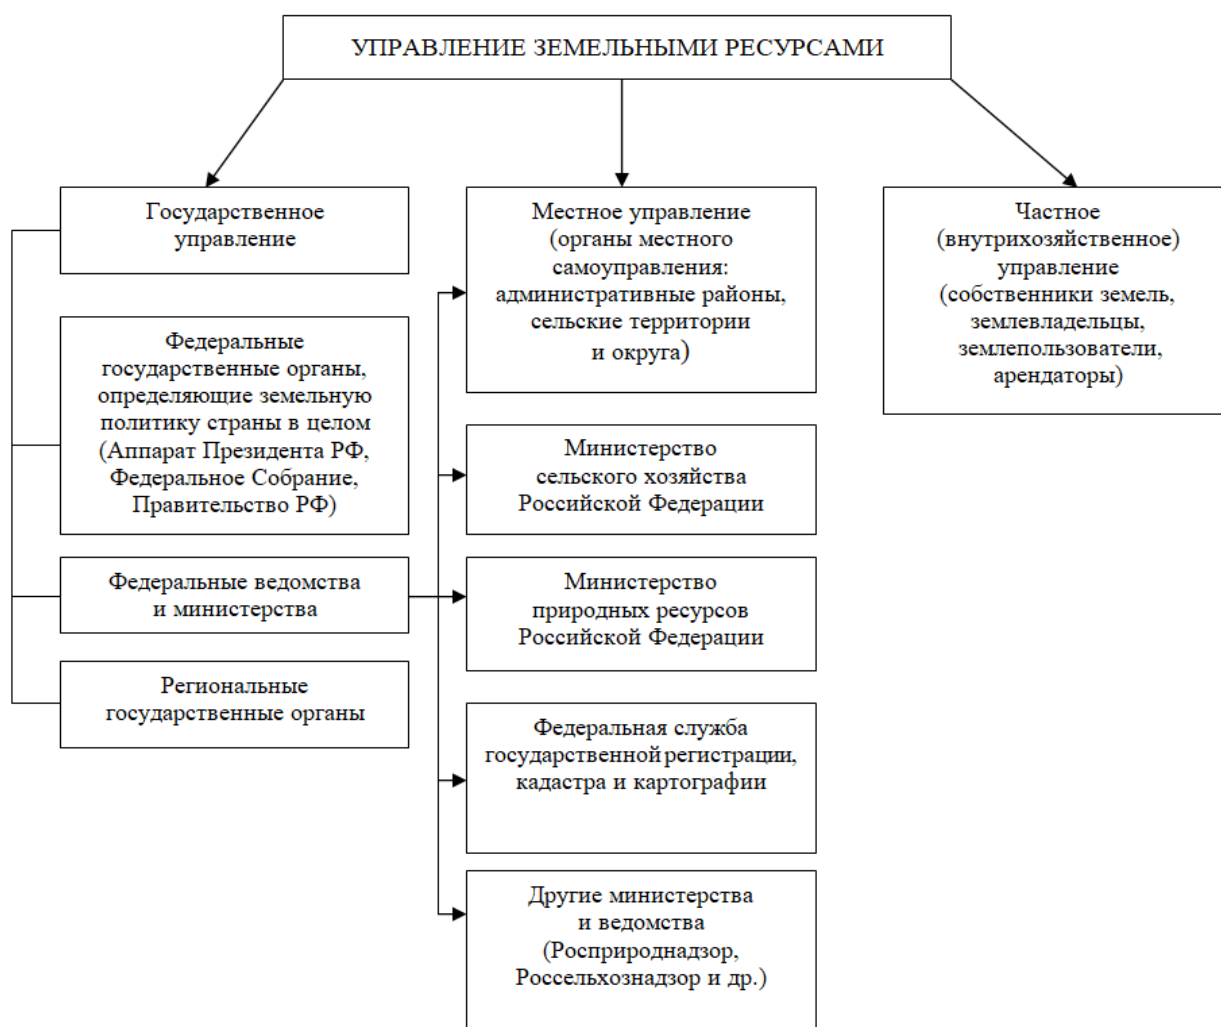 УПРАВЛЕНИЕ ЗЕМЕЛЬНЫМИ РЕСУРСАМИ
Государственное
управление
Федеральные
государственные органы,
определяющие земельную
политику страны в целом
(Аппарат Президента РФ,
Федеральное Собрание,
Правительство РФ)
Федеральные ведомства
и министерства
Региональные
государственные органы
Местное управление
(органы местного
самоуправления:
административные районы,
сельские территории
и округа)
Министерство
сельского хозяйства
Российской Федерации
Министерство
природных ресурсов
Российской Федерации
Федеральная служба
государственной регистрации,
кадастра и картографии
Другие министерства
и ведомства
(Росприроднадзор,
Россельхознадзор и др.)
Частное
(внутрихозяйственное)
управление
(собственники земель,
землевладельцы,
землепользователи,
арендаторы)